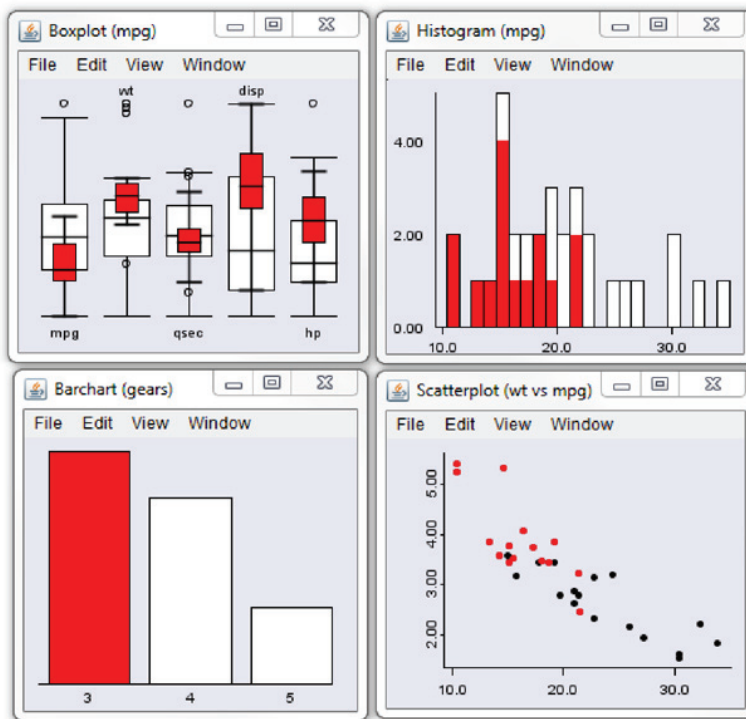 Boxplot (mpg)
File Edit View Window
wt disp
mpg qsec hp
Histogram (mpg)
File Edit View Window
4.00
2.00
0.00
10.0 20.0 30.0
Barchart (gears)
File Edit View Window
3 4 5
Scatterplot (wt vs mpg)
File Edit View Window
5.00
4.00
3.00
2.00
10.0 20.0 30.0